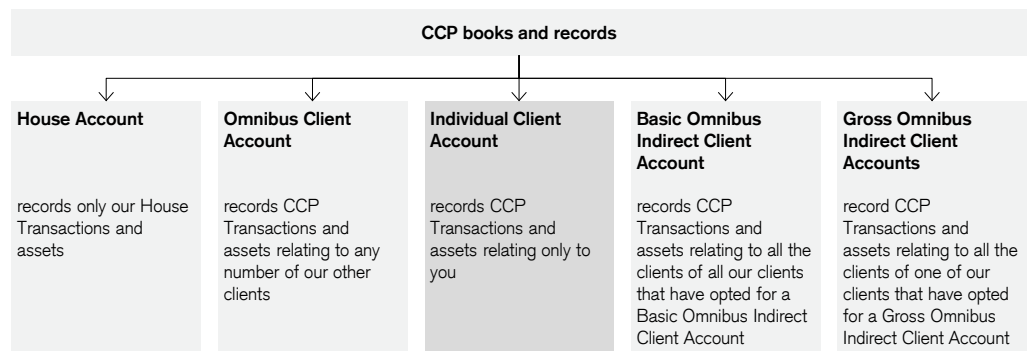 CCP books and records
House Account
records only our House
Transactions and
assets
Omnibus Client
Account
records CCP
Transactions and
assets relating to any
number of our other
clients
Individual Client
Account
records CCP
Transactions and
assets relating only to
you
Basic Omnibus
Indirect Client
Account
records CCP
Transactions and
assets relating to all the
clients of all our clients
that have opted for a
Basic Omnibus Indirect
Client Account
Gross Omnibus
Indirect Client
Accounts
record CCP
Transactions and
assets relating to all the
clients of one of our
clients that have opted
for a Gross Omnibus
Indirect Client Account